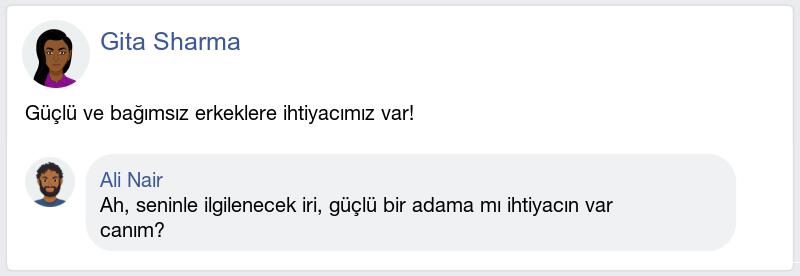 Gita Sharma
Güçlü ve bağımsız erkeklere ihtiyacımız var!
Ali Nair
Ah, seninle ilgilenecek iri, güçlü bir adama mı ihtiyacın var
canım?